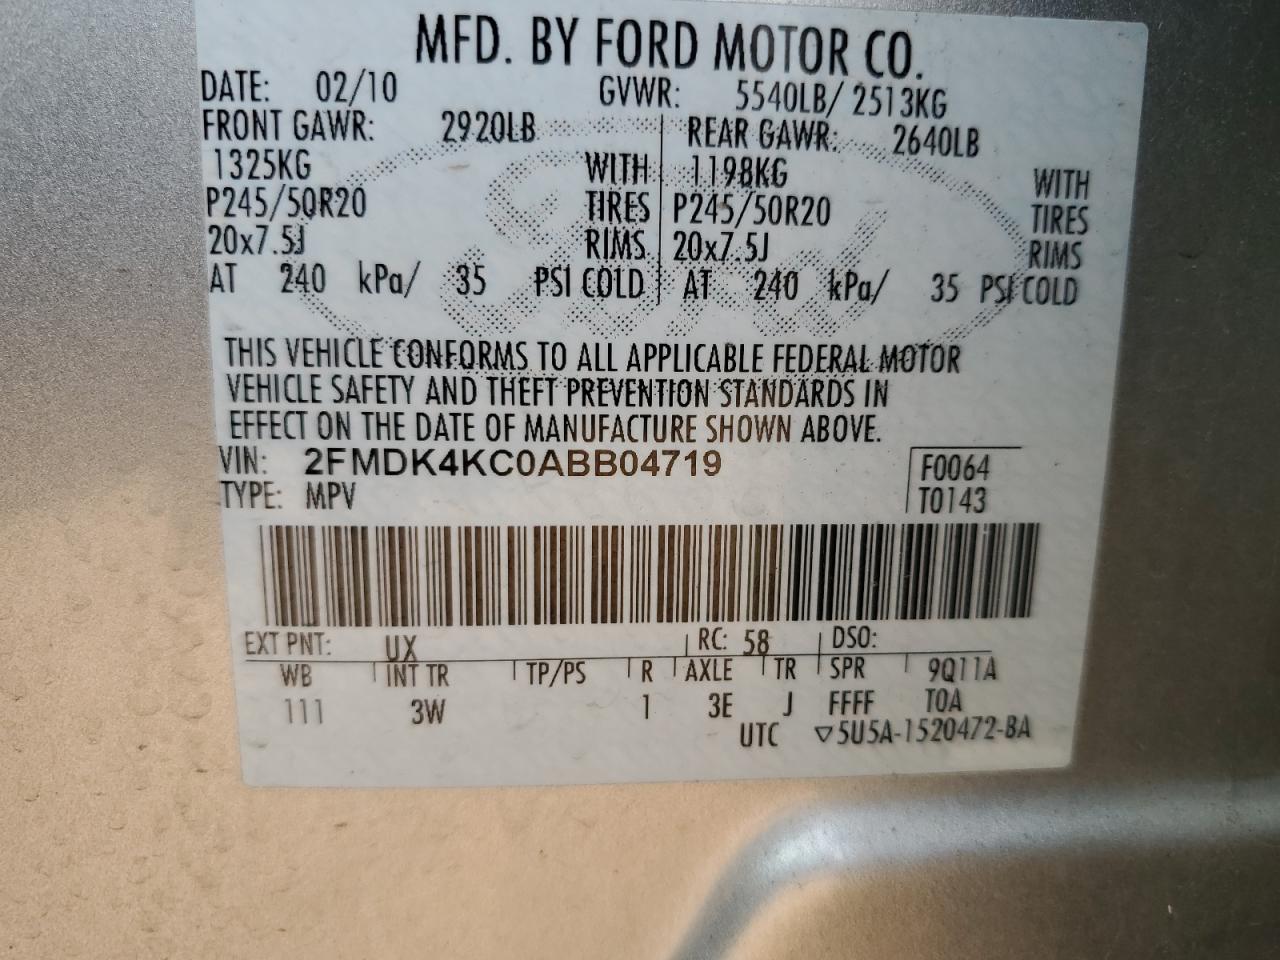 MFD. BY FORD MOTOR CO.
DATE: 02/10 GVWR: 5540LB/ 2513KG
FRONT GAWR: 2920LB REAR GAWR: 2640LB
1325KG WITH 1198KG WITH
P245/50R20 TIRES P245/50R20 TIRES
20x7.5J RIMS 20x7.5J RIMS
AT 240 kPa/ 35 PSI COLD AT 240 kPa/ 35 PSI COLD
THIS VEHICLE CONFORMS TO ALL APPLICABLE FEDERAL MOTOR
VEHICLE SAFETY AND THEFT PREVENTION STANDARDS IN
EFFECT ON THE DATE OF MANUFACTURE SHOWN ABOVE.
VIN: 2FMDK4KC0ABB04719 F0064
TYPE: MPV T0143
EXT PNT: UX RC: 58 DSO:
WB INT TR TP/PS R AXLE TR SPR 9Q11A
111 3W 1 3E J FFFF TOA
UTC ▽5U5A-1520472-BA